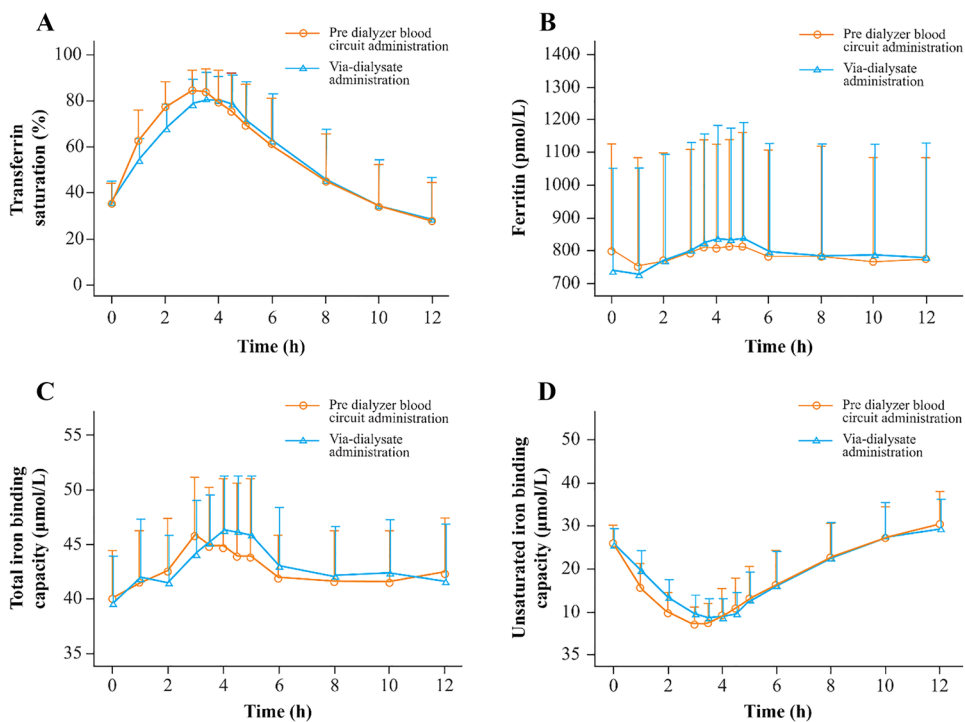 A
Pre dialyzer blood
circuit administration
Via-dialysate
administration
Transferrin
saturation (%)
100
80
60
40
20
0
0 2 4 6 8 10 12
Time (h)
B
Pre dialyzer blood
circuit administration
Via-dialysate
administration
Ferritin (pmol/L)
1400
1300
1200
1100
1000
900
800
700
0 2 4 6 8 10 12
Time (h)
C
Pre dialyzer blood
circuit administration
Via-dialysate
administration
Total iron binding
capacity (μmol/L)
55
50
45
40
35
0 2 4 6 8 10 12
Time (h)
D
Pre dialyzer blood
circuit administration
Via-dialysate
administration
Unsaturated iron binding
capacity (μmol/L)
50
40
30
20
10
35
0 2 4 6 8 10 12
Time (h)